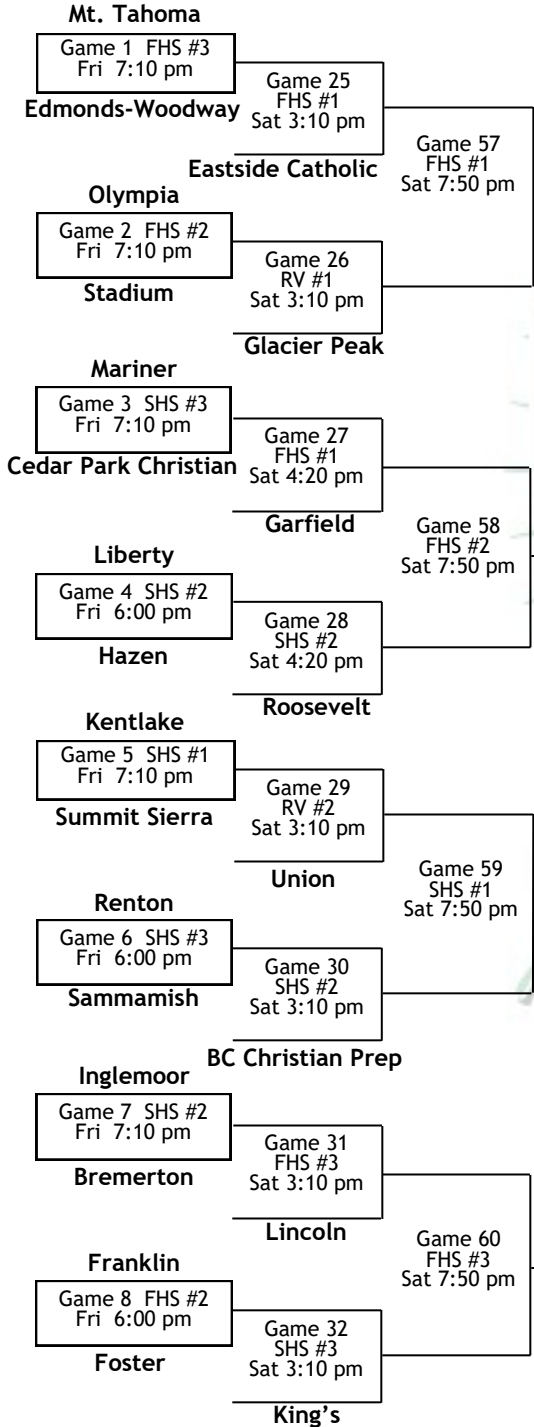 Mt. Tahoma
Game 1 FHS #3
Fri 7:10 pm
Edmonds-Woodway
Game 25
FHS #1
Sat 3:10 pm
Eastside Catholic
Game 57
FHS #1
Sat 7:50 pm
Olympia
Game 2 FHS #2
Fri 7:10 pm
Stadium
Game 26
RV #1
Sat 3:10 pm
Glacier Peak
Mariner
Game 3 SHS #3
Fri 7:10 pm
Cedar Park Christian
Game 27
FHS #1
Sat 4:20 pm
Garfield
Game 58
FHS #2
Sat 7:50 pm
Liberty
Game 4 SHS #2
Fri 6:00 pm
Hazen
Game 28
SHS #2
Sat 4:20 pm
Roosevelt
Kentlake
Game 5 SHS #1
Fri 7:10 pm
Summit Sierra
Game 29
RV #2
Sat 3:10 pm
Union
Game 59
SHS #1
Sat 7:50 pm
Renton
Game 6 SHS #3
Fri 6:00 pm
Sammamish
Game 30
SHS #2
Sat 3:10 pm
BC Christian Prep
Inglemoor
Game 7 SHS #2
Fri 7:10 pm
Bremerton
Game 31
FHS #3
Sat 3:10 pm
Lincoln
Game 60
FHS #3
Sat 7:50 pm
Franklin
Game 8 FHS #2
Fri 6:00 pm
Foster
Game 32
SHS #3
Sat 3:10 pm
King's